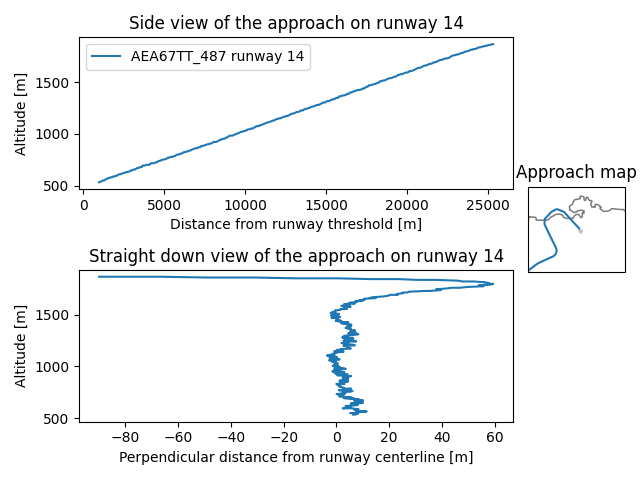 Side view of the approach on runway 14
AEA67TT_487 runway 14
Altitude [m]
1500
1000
500
0
5000
10000
15000
20000
25000
Distance from runway threshold [m]
Approach map
Straight down view of the approach on runway 14
Altitude [m]
1500
1000
500
−80
−60
−40
−20
0
20
40
60
Perpendicular distance from runway centerline [m]